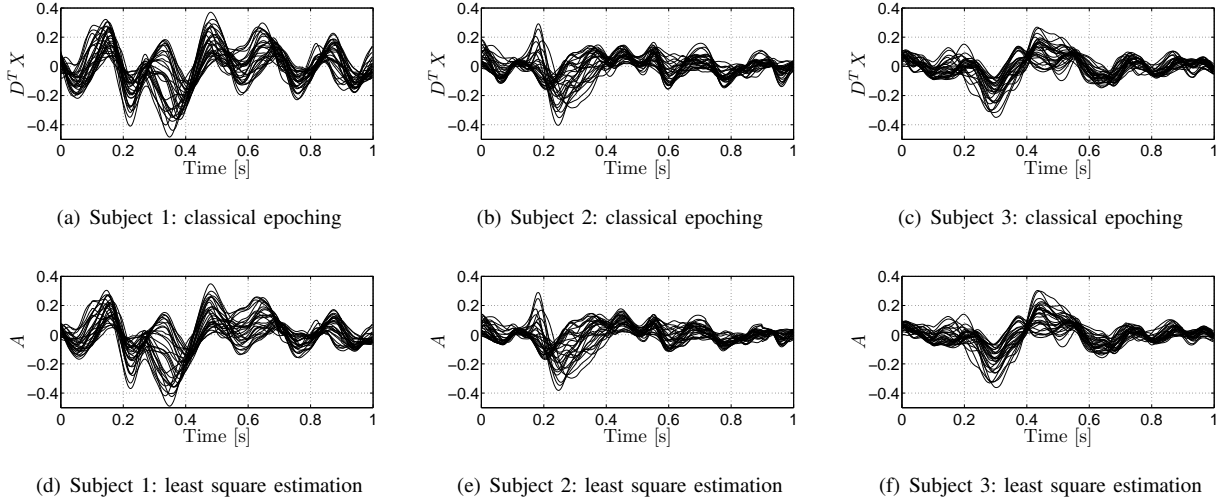 0.4
0.2
0
−0.2
−0.4
D^T X
0 0.2 0.4 0.6 0.8 1
Time [s]
(a) Subject 1: classical epoching
0.4
0.2
0
−0.2
−0.4
D^T X
0 0.2 0.4 0.6 0.8 1
Time [s]
(b) Subject 2: classical epoching
0.4
0.2
0
−0.2
−0.4
D^T X
0 0.2 0.4 0.6 0.8 1
Time [s]
(c) Subject 3: classical epoching
0.4
0.2
0
−0.2
−0.4
A
0 0.2 0.4 0.6 0.8 1
Time [s]
(d) Subject 1: least square estimation
0.4
0.2
0
−0.2
−0.4
A
0 0.2 0.4 0.6 0.8 1
Time [s]
(e) Subject 2: least square estimation
0.4
0.2
0
−0.2
−0.4
A
0 0.2 0.4 0.6 0.8 1
Time [s]
(f) Subject 3: least square estimation